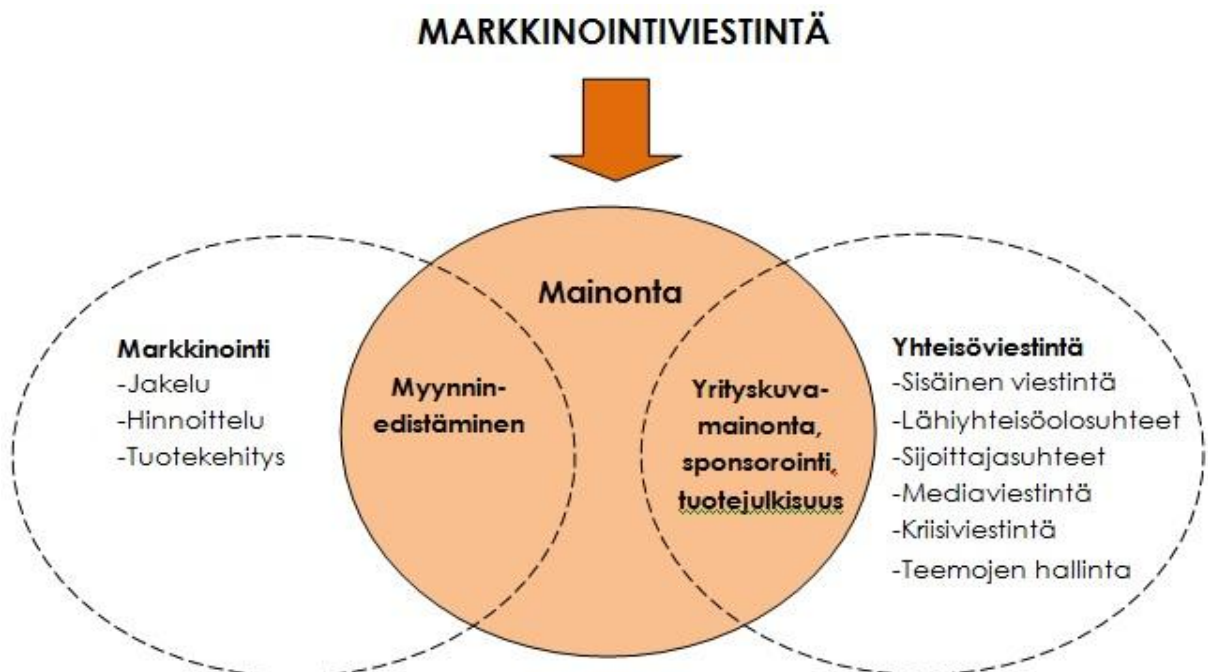 MARKKINOINTIVIESTINTÄ
Mainonta
Markkinointi
-Jakelu
-Hinnoittelu
-Tuotekehitys
Myynnin-
edistäminen
Yrityskuva-
mainonta,
sponsorointi,
tuotejulkisuus
Yhteisöviestintä
-Sisäinen viestintä
-Lähiyhteisöolosuhteet
-Sijoittajasuhteet
-Mediaviestintä
-Kriisiviestintä
-Teemojen hallinta